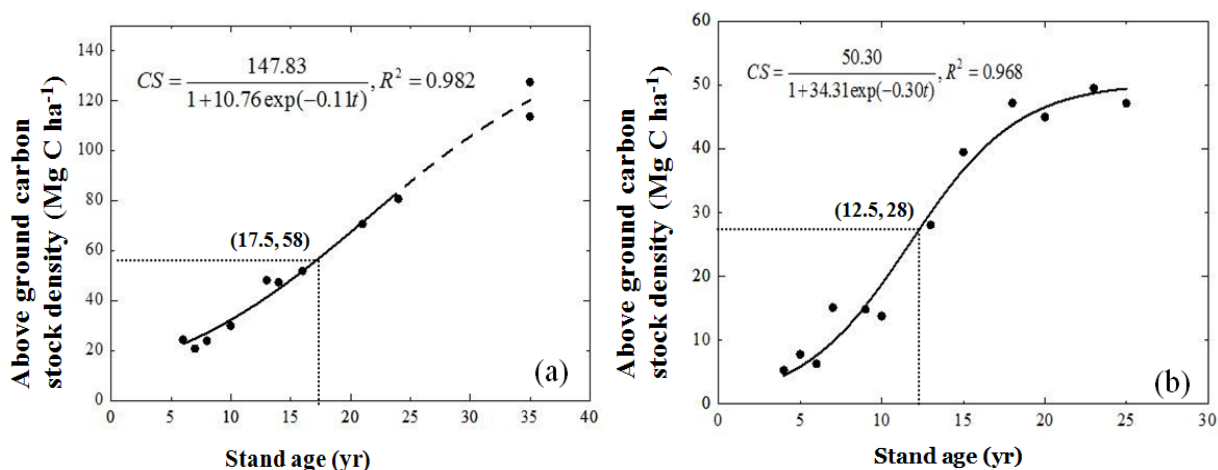 Above ground carbon
stock density (Mg C ha⁻¹)
140
120
100
80
60
40
20
0
CS = 147.83 / 1+10.76exp(−0.11t), R² = 0.982
(17.5, 58)
(a)
0 5 10 15 20 25 30 35 40
Stand age (yr)
Above ground carbon
stock density (Mg C ha⁻¹)
60
50
40
30
20
10
0
CS = 50.30 / 1+34.31exp(−0.30t), R² = 0.968
(12.5, 28)
(b)
0 5 10 15 20 25 30
Stand age (yr)